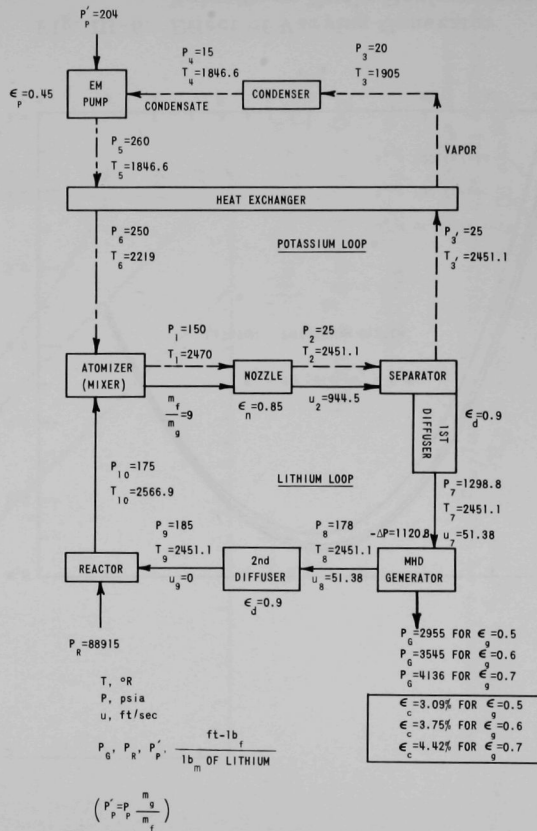 P'P=204
P4=15
T4=1846.6
P3=20
T3=1905
ϵP=0.45
EM
PUMP
CONDENSATE
CONDENSER
VAPOR
P5=260
T5=1846.6
HEAT EXCHANGER
P6=250
T6=2219
POTASSIUM LOOP
P3'=25
T3'=2451.1
P1=150
T1=2470
P2=25
T2=2451.1
ATOMIZER
(MIXER)
NOZZLE
SEPARATOR
mf/mg=9
ϵn=0.85
u2=944.5
1ST
DIFFUSER
ϵd=0.9
P10=175
T10=2566.9
LITHIUM LOOP
P7=1298.8
T7=2451.1
u7=51.38
P9=185
T9=2451.1
u9=0
P8=178
T8=2451.1
u8=51.38
-ΔP=1120.8
REACTOR
2nd
DIFFUSER
MHD
GENERATOR
ϵd=0.9
PR=88915
PG=2955 FOR ϵg=0.5
PG=3545 FOR ϵg=0.6
PG=4136 FOR ϵg=0.7
ϵc=3.09% FOR ϵg=0.5
ϵc=3.75% FOR ϵg=0.6
ϵc=4.42% FOR ϵg=0.7
T, °R
P, psia
u, ft/sec
PG, PR, P'P, ft-lbf
lbm OF LITHIUM
(P'P=PP mg/mf)